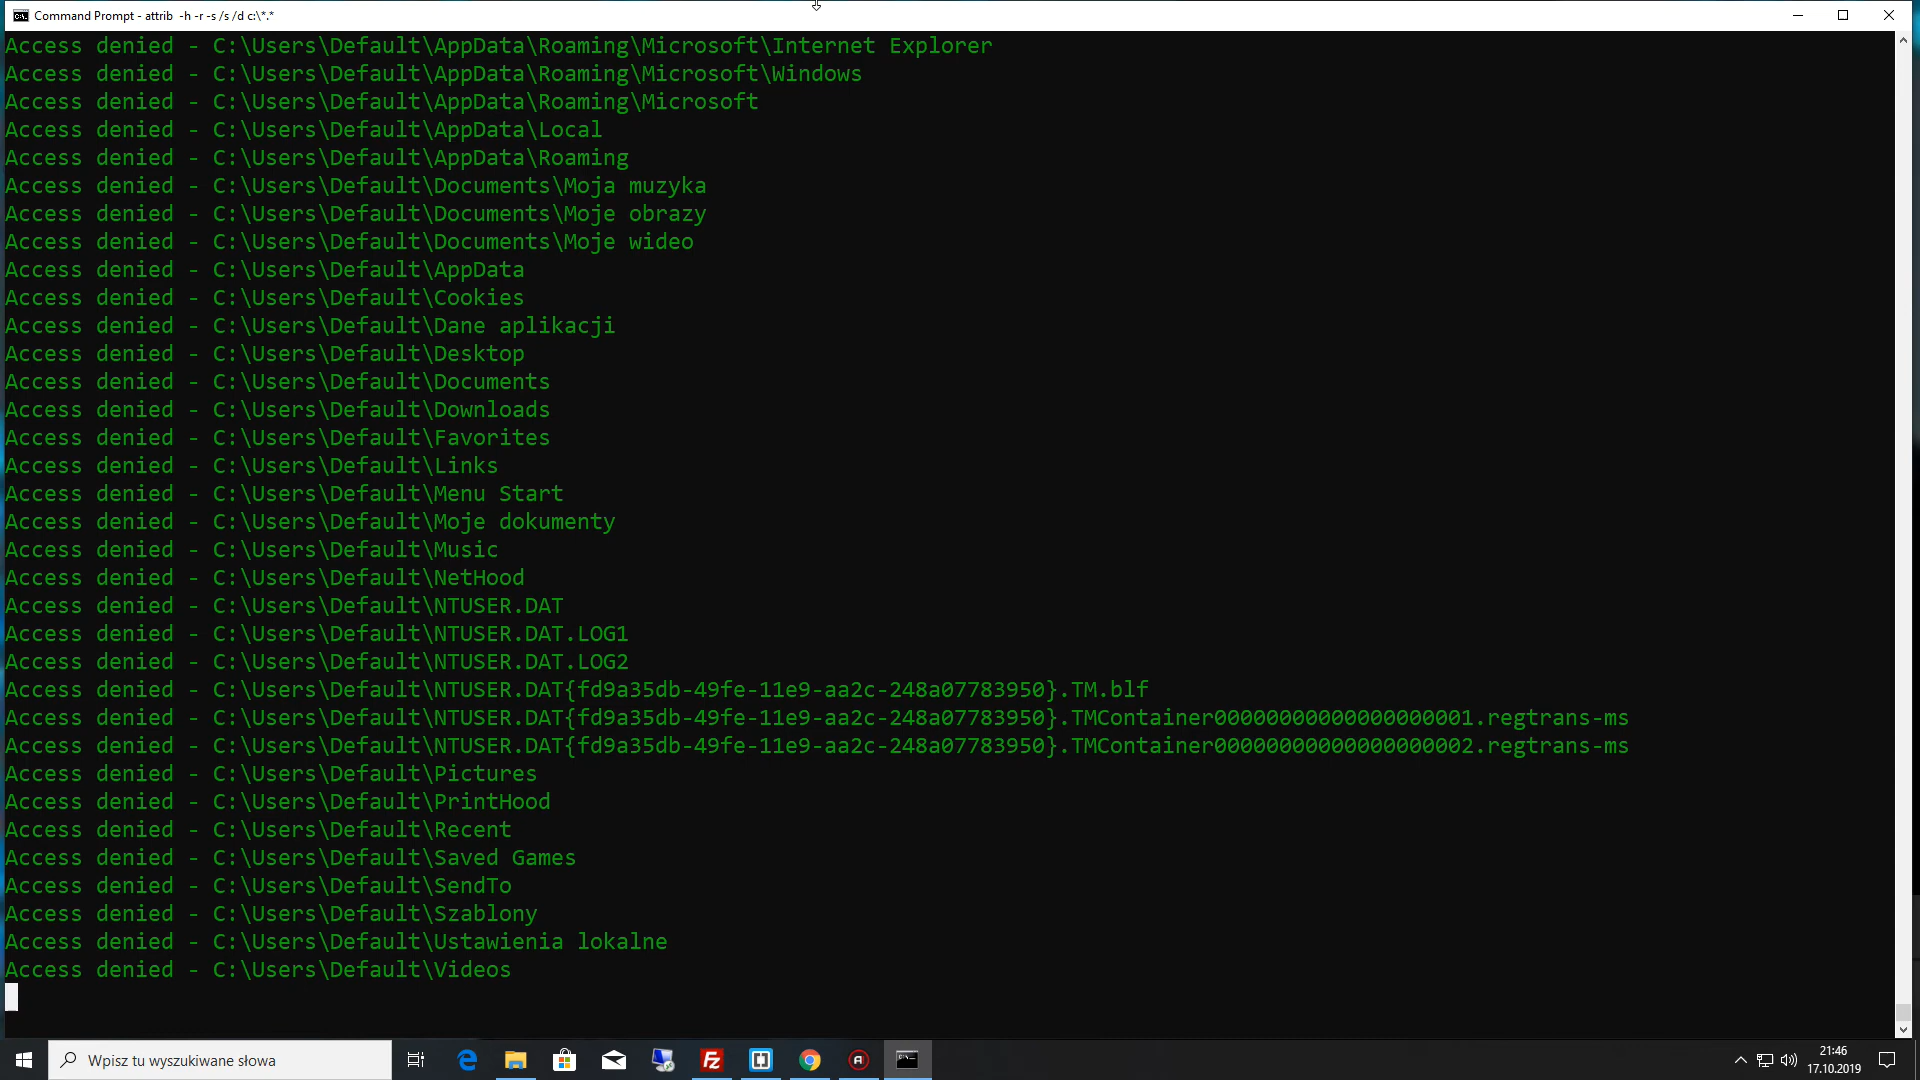 Command Prompt - attrib  -h -r -s /s /d c:\*.*
Access denied - C:\Users\Default\AppData\Roaming\Microsoft\Internet Explorer
Access denied - C:\Users\Default\AppData\Roaming\Microsoft\Windows
Access denied - C:\Users\Default\AppData\Roaming\Microsoft
Access denied - C:\Users\Default\AppData\Local
Access denied - C:\Users\Default\AppData\Roaming
Access denied - C:\Users\Default\Documents\Moja muzyka
Access denied - C:\Users\Default\Documents\Moje obrazy
Access denied - C:\Users\Default\Documents\Moje wideo
Access denied - C:\Users\Default\AppData
Access denied - C:\Users\Default\Cookies
Access denied - C:\Users\Default\Dane aplikacji
Access denied - C:\Users\Default\Desktop
Access denied - C:\Users\Default\Documents
Access denied - C:\Users\Default\Downloads
Access denied - C:\Users\Default\Favorites
Access denied - C:\Users\Default\Links
Access denied - C:\Users\Default\Menu Start
Access denied - C:\Users\Default\Moje dokumenty
Access denied - C:\Users\Default\Music
Access denied - C:\Users\Default\NetHood
Access denied - C:\Users\Default\NTUSER.DAT
Access denied - C:\Users\Default\NTUSER.DAT.LOG1
Access denied - C:\Users\Default\NTUSER.DAT.LOG2
Access denied - C:\Users\Default\NTUSER.DAT{fd9a35db-49fe-11e9-aa2c-248a07783950}.TM.blf
Access denied - C:\Users\Default\NTUSER.DAT{fd9a35db-49fe-11e9-aa2c-248a07783950}.TMContainer00000000000000000001.regtrans-ms
Access denied - C:\Users\Default\NTUSER.DAT{fd9a35db-49fe-11e9-aa2c-248a07783950}.TMContainer00000000000000000002.regtrans-ms
Access denied - C:\Users\Default\Pictures
Access denied - C:\Users\Default\PrintHood
Access denied - C:\Users\Default\Recent
Access denied - C:\Users\Default\Saved Games
Access denied - C:\Users\Default\SendTo
Access denied - C:\Users\Default\Szablony
Access denied - C:\Users\Default\Ustawienia lokalne
Access denied - C:\Users\Default\Videos
Wpisz tu wyszukiwane słowa
21:46
17.10.2019